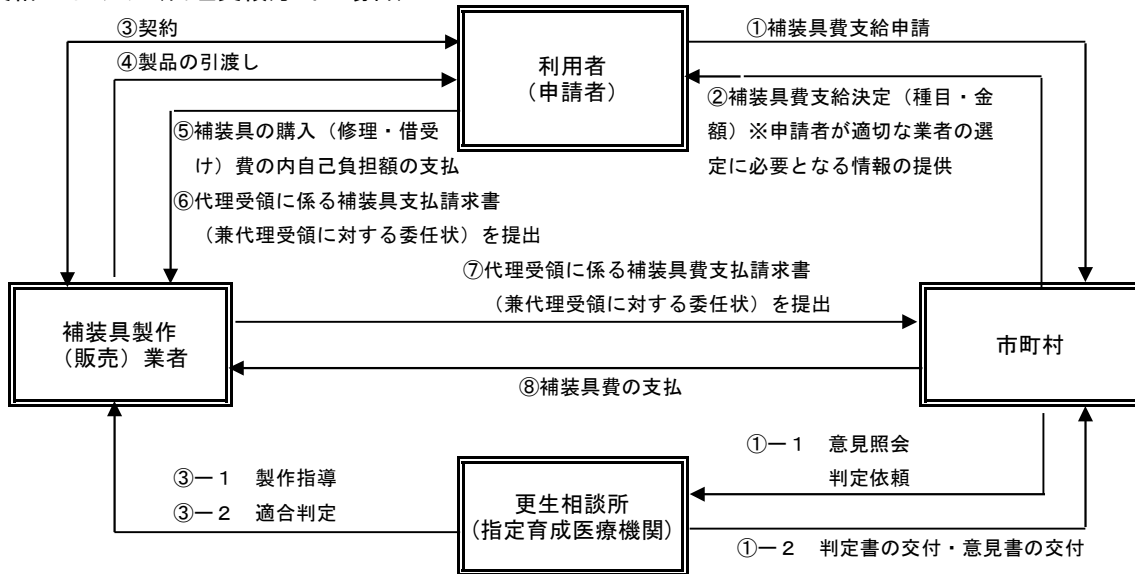 ③契約
①補装具費支給申請
④製品の引渡し
利用者
（申請者）
②補装具費支給決定（種目・金
額）※申請者が適切な業者の選
定に必要となる情報の提供
⑤補装具の購入（修理・借受
け）費の内自己負担額の支払
⑥代理受領に係る補装具支払請求書
（兼代理受領に対する委任状）を提出
⑦代理受領に係る補装具費支払請求書
（兼代理受領に対する委任状）を提出
補装具製作
（販売）業者
市町村
⑧補装具費の支払
①－１　意見照会
判定依頼
③－１　製作指導
③－２　適合判定
更生相談所
（指定育成医療機関）
①－２　判定書の交付・意見書の交付